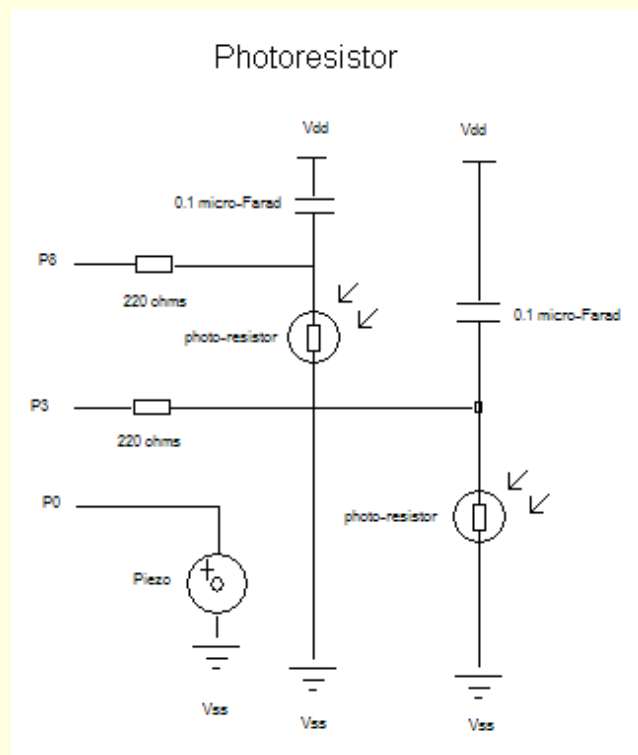 Photoresistor
Vdd
Vdd
0.1 micro-Farad
P6
220 ohms
0.1 micro-Farad
photo-resistor
P3
220 ohms
P0
photo-resistor
Piezo
Vss
Vss
Vss